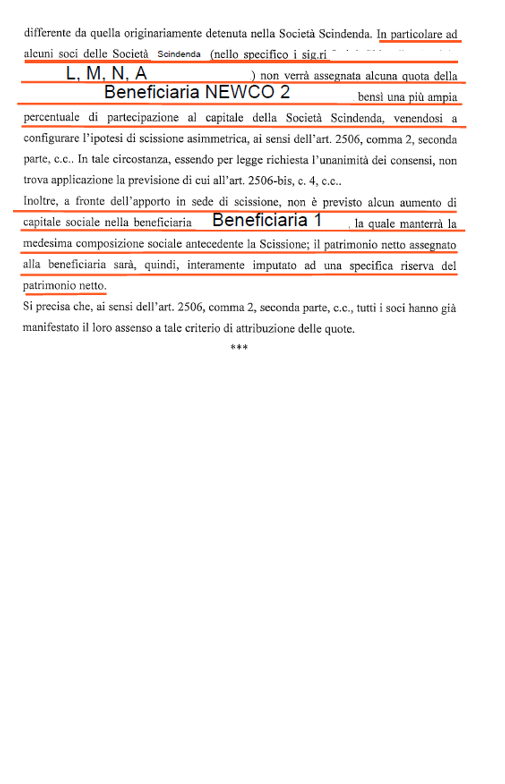 differente da quella originariamente detenuta nella Società Scindenda. In particolare ad
alcuni soci delle Società Scindenda (nello specifico i sig.ri
L, M, N, A ) non verrà assegnata alcuna quota della
Beneficiaria NEWCO 2 bensì una più ampia
percentuale di partecipazione al capitale della Società Scindenda, venendosi a
configurare l'ipotesi di scissione asimmetrica, ai sensi dell'art. 2506, comma 2, seconda
parte, c.c.. In tale circostanza, essendo per legge richiesta l'unanimità dei consensi, non
trova applicazione la previsione di cui all'art. 2506-bis, c. 4, c.c..
Inoltre, a fronte dell'apporto in sede di scissione, non è previsto alcun aumento di
capitale sociale nella beneficiaria Beneficiaria 1 , la quale manterrà la
medesima composizione sociale antecedente la Scissione; il patrimonio netto assegnato
alla beneficiaria sarà, quindi, interamente imputato ad una specifica riserva del
patrimonio netto.
Si precisa che, ai sensi dell'art. 2506, comma 2, seconda parte, c.c., tutti i soci hanno già
manifestato il loro assenso a tale criterio di attribuzione delle quote.
***